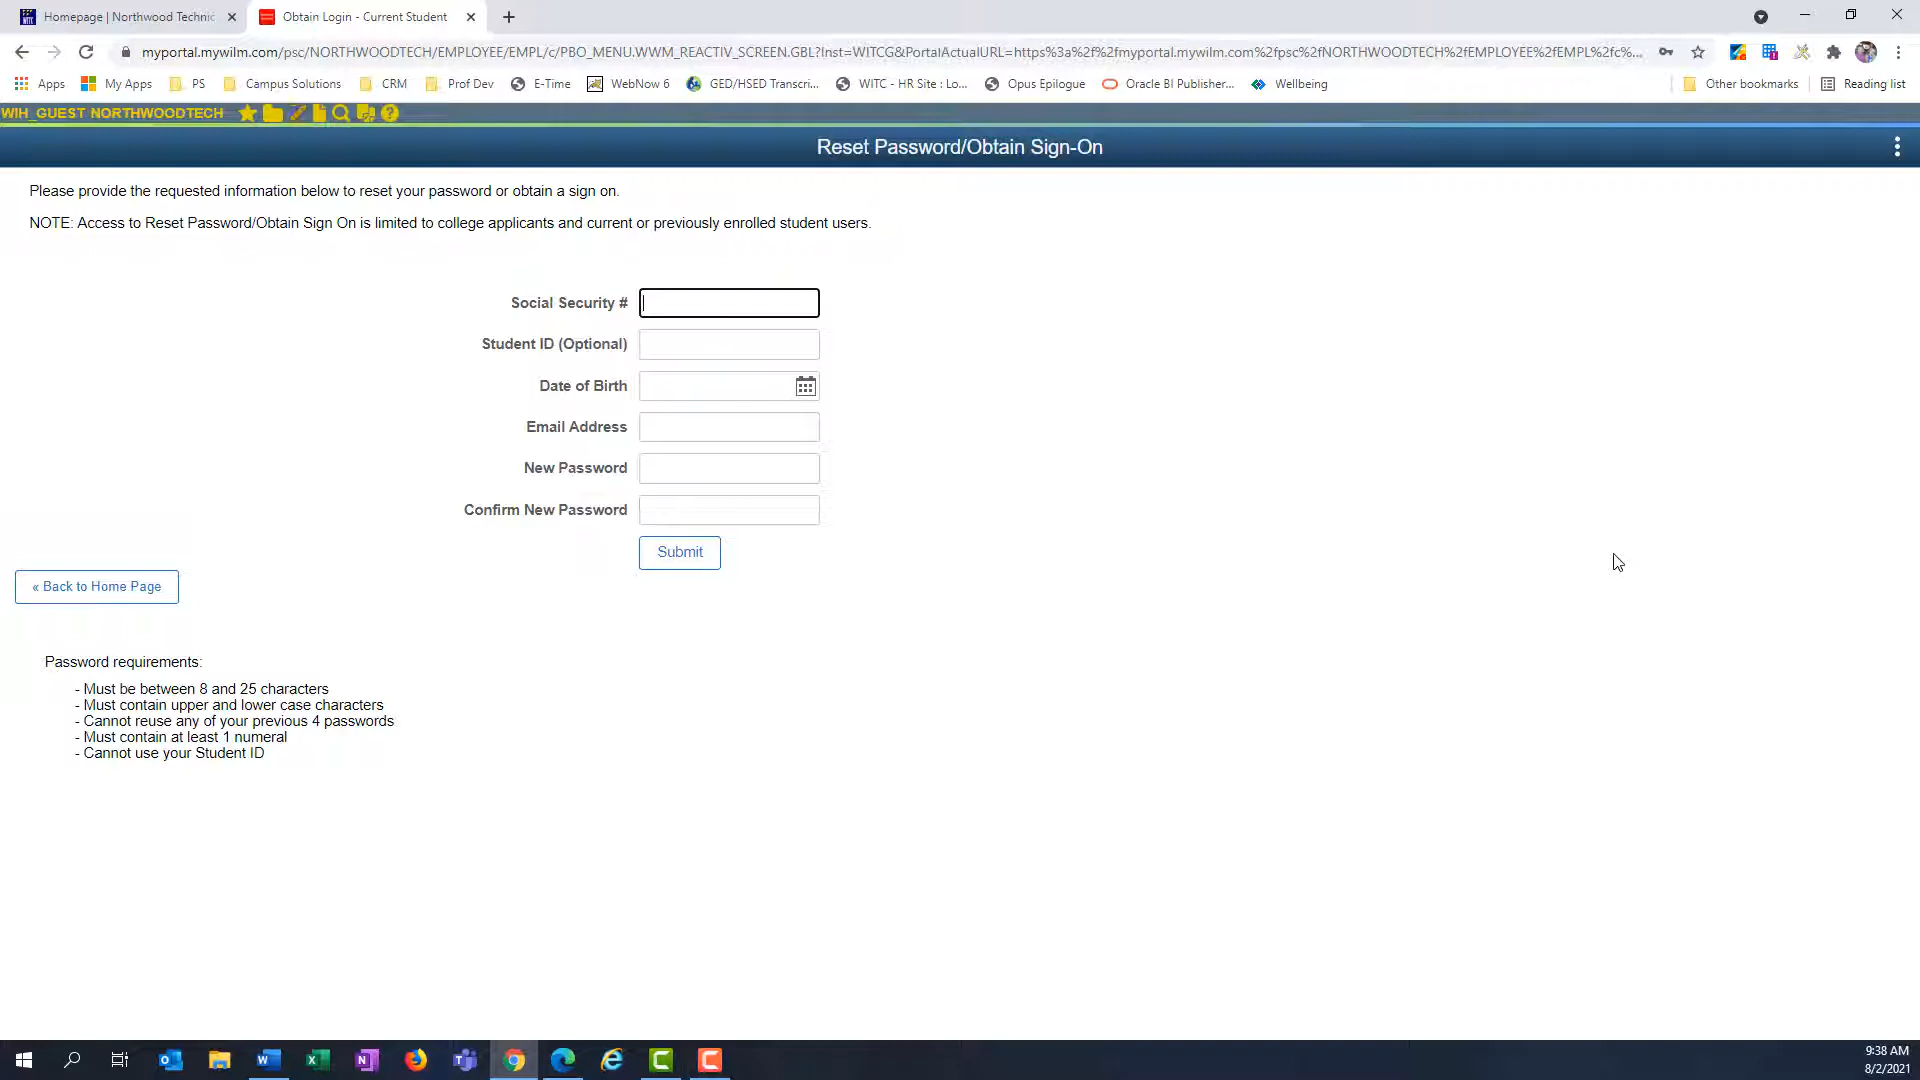 Homepage | Northwood Technic
Obtain Login - Current Student
myportal.mywilm.com/psc/NORTHWOODTECH/EMPLOYEE/EMPL/c/PBO_MENU.WWM_REACTIV_SCREEN.GBL?Inst=WITCG&PortalActualURL=https%3a%2f%2fmyportal.mywilm.com%2fpsc%2fNORTHWOODTECH%2fEMPLOYEE%2fEMPL%2fc%...
Apps My Apps PS Campus Solutions CRM Prof Dev E-Time WebNow 6 GED/HSED Transcri... WITC - HR Site : Lo... Opus Epilogue Oracle BI Publisher... Wellbeing Other bookmarks Reading list
WIH_GUEST NORTHWOODTECH
Reset Password/Obtain Sign-On
Please provide the requested information below to reset your password or obtain a sign on.
NOTE: Access to Reset Password/Obtain Sign On is limited to college applicants and current or previously enrolled student users.
Social Security #
Student ID (Optional)
Date of Birth
Email Address
New Password
Confirm New Password
Submit
« Back to Home Page
Password requirements:
- Must be between 8 and 25 characters
- Must contain upper and lower case characters
- Cannot reuse any of your previous 4 passwords
- Must contain at least 1 numeral
- Cannot use your Student ID
9:38 AM
8/2/2021